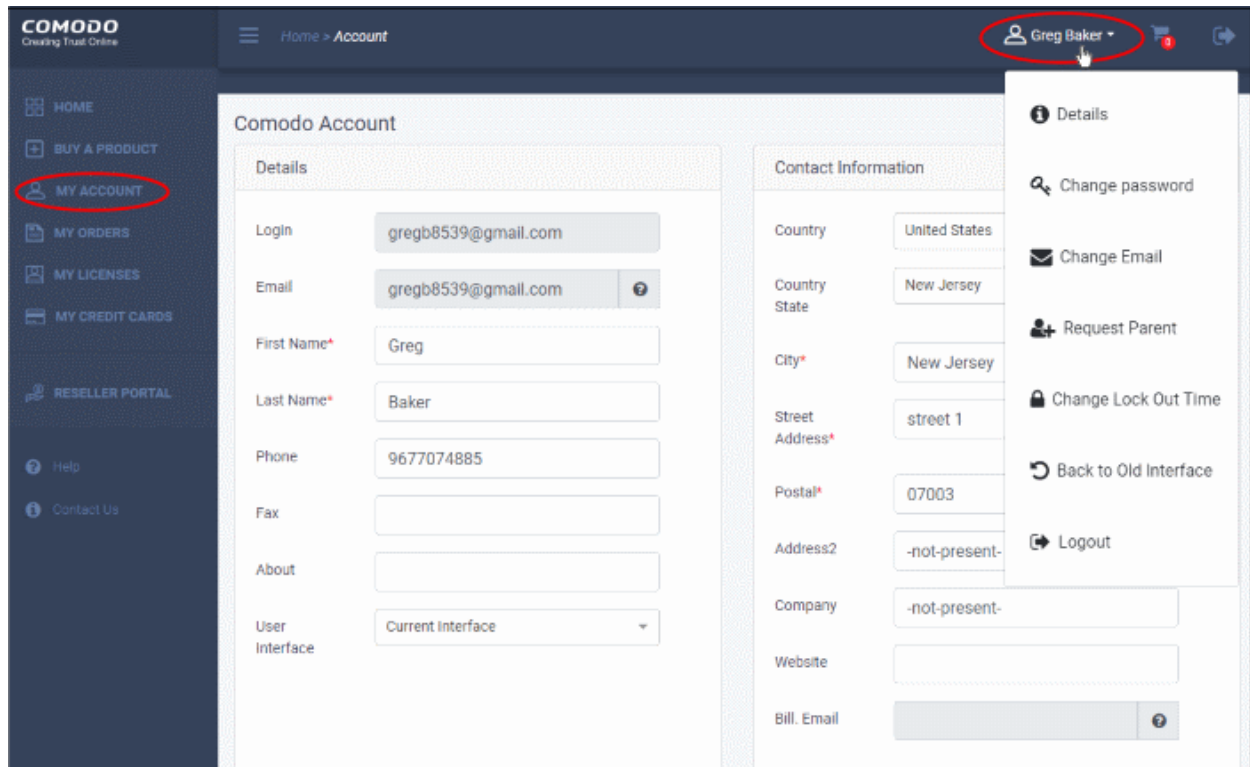 COMODO
Creating Trust Online
Home > Account
Greg Baker
0
HOME
BUY A PRODUCT
MY ACCOUNT
MY ORDERS
MY LICENSES
MY CREDIT CARDS
RESELLER PORTAL
Help
Contact Us
Comodo Account
Details
Login
gregb8539@gmail.com
Email
gregb8539@gmail.com
First Name*
Greg
Last Name*
Baker
Phone
9677074885
Fax
About
User
Interface
Current Interface
Contact Information
Country
United States
Country
State
New Jersey
City*
New Jersey
Street
Address*
street 1
Postal*
07003
Address2
-not-present-
Company
-not-present-
Website
Bill. Email
Details
Change password
Change Email
Request Parent
Change Lock Out Time
Back to Old Interface
Logout